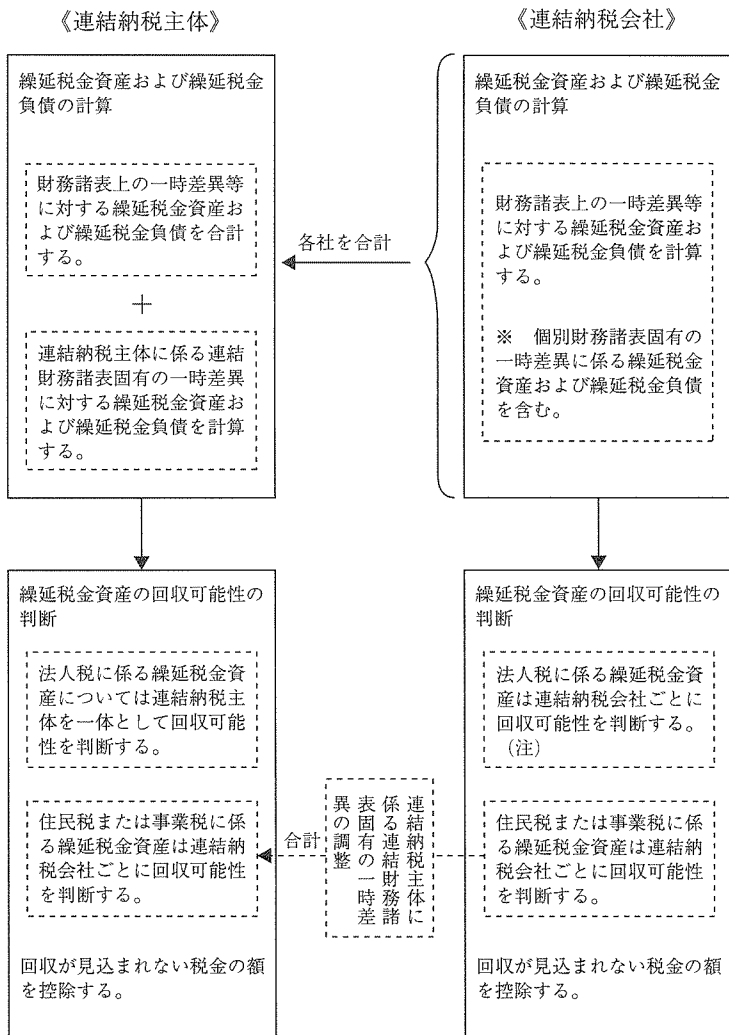 《連結納税主体》
繰延税金資産および繰延税金
負債の計算
財務諸表上の一時差異等
に対する繰延税金資産お
よび繰延税金負債を合計
する。
＋
連結納税主体に係る連結
財務諸表固有の一時差異
に対する繰延税金資産お
よび繰延税金負債を計算
する。
各社を合計
《連結納税会社》
繰延税金資産および繰延税金
負債の計算
財務諸表上の一時差異等
に対する繰延税金資産お
よび繰延税金負債を計算
する。
※　個別財務諸表固有の
一時差異に係る繰延税金
資産および繰延税金負債
を含む。
繰延税金資産の回収可能性の
判断
法人税に係る繰延税金資
産については連結納税主
体を一体として回収可能
性を判断する。
住民税または事業税に係
る繰延税金資産は連結納
税会社ごとに回収可能性
を判断する。
回収が見込まれない税金の額
を控除する。
合計
連結納税主体に
係る連結財務諸
表固有の一時差
異の調整
繰延税金資産の回収可能性の
判断
法人税に係る繰延税金資
産は連結納税会社ごとに
回収可能性を判断する。
（注）
住民税または事業税に係
る繰延税金資産は連結納
税会社ごとに回収可能性
を判断する。
回収が見込まれない税金の額
を控除する。